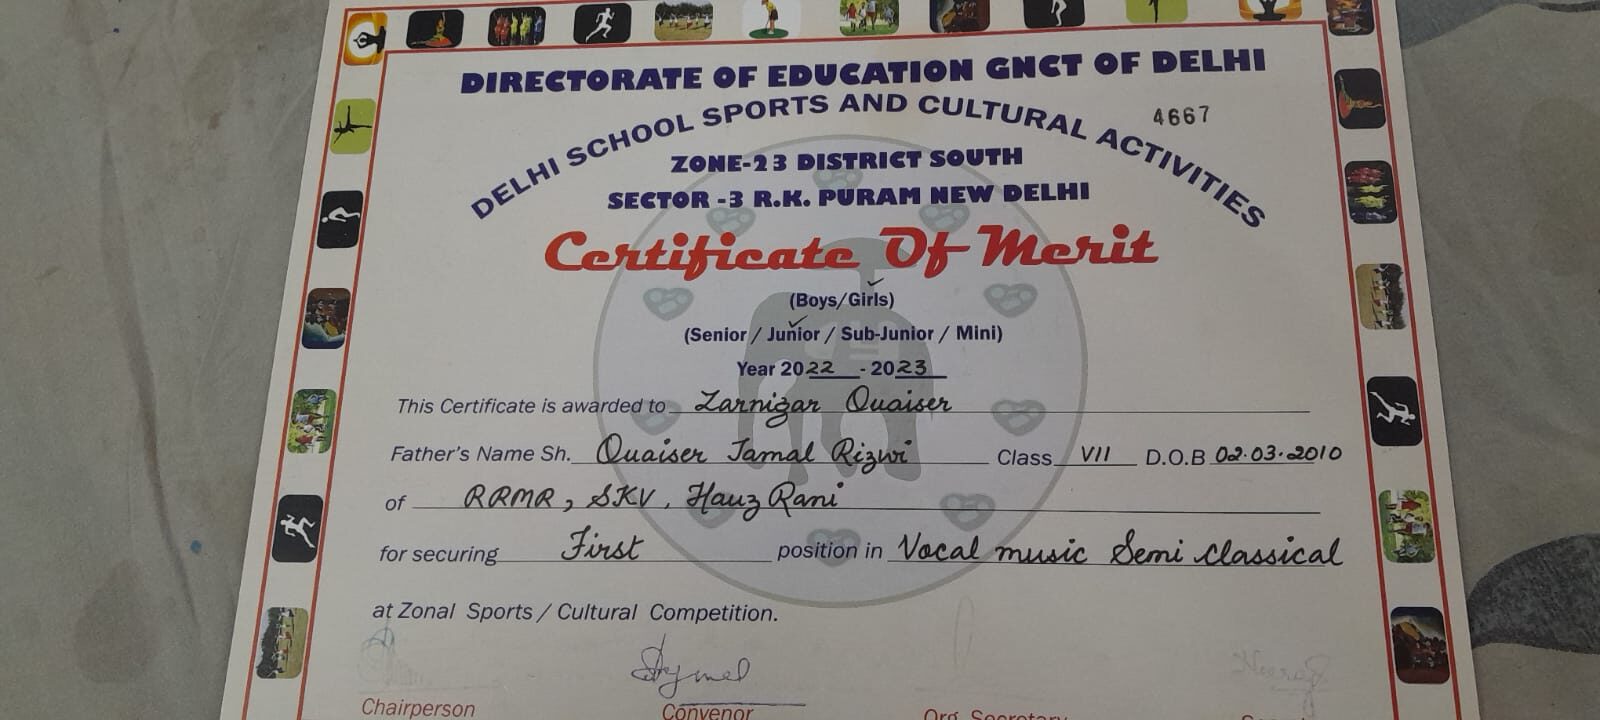 DIRECTORATE OF EDUCATION GNCT OF DELHI
DELHI SCHOOL SPORTS AND CULTURAL ACTIVITIES
4667
ZONE-23 DISTRICT SOUTH
SECTOR -3 R.K. PURAM NEW DELHI
Certificate Of Merit
(Boys/Girls)
(Senior / Junior / Sub-Junior / Mini)
Year 2022 - 2023
This Certificate is awarded to Zarnigar Quaiser
Father's Name Sh. Quaiser Jamal Rizwi Class VII D.O.B 02.03.2010
of RRMR, SKV, Hauz Rani
for securing First position in Vocal music Semi classical
at Zonal Sports / Cultural Competition.
Chairperson Convenor Org. Secretary